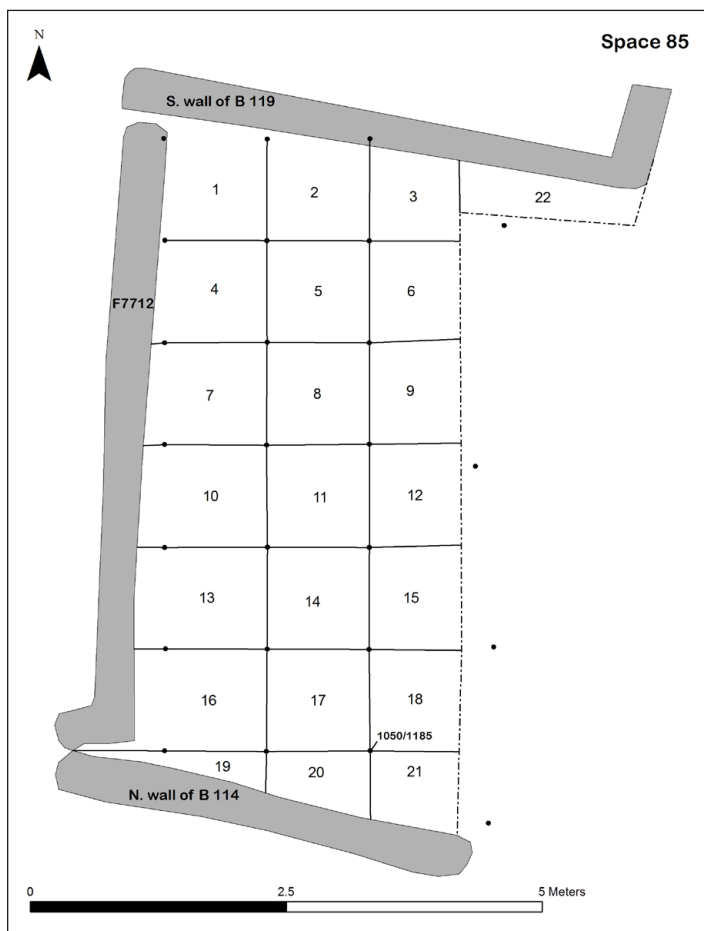 N
Space 85
S. wall of B 119
1 2 3 22
F7712
4 5 6
7 8 9
10 11 12
13 14 15
16 17 18
1050/1185
19 20 21
N. wall of B 114
0 2.5 5 Meters